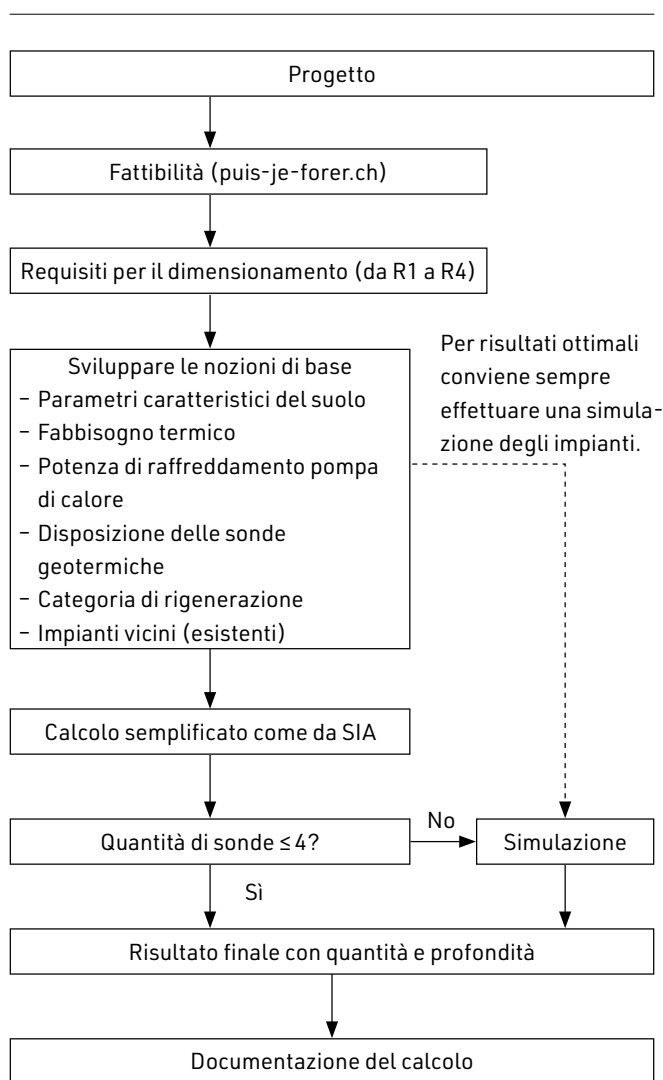 Progetto
Fattibilità (puis-je-forer.ch)
Requisiti per il dimensionamento (da R1 a R4)
Sviluppare le nozioni di base
– Parametri caratteristici del suolo
– Fabbisogno termico
– Potenza di raffreddamento pompa
di calore
– Disposizione delle sonde
geotermiche
– Categoria di rigenerazione
– Impianti vicini (esistenti)
Per risultati ottimali
conviene sempre
effettuare una simula-
zione degli impianti.
Calcolo semplificato come da SIA
Quantità di sonde ≤ 4?
No
Simulazione
Sì
Risultato finale con quantità e profondità
Documentazione del calcolo